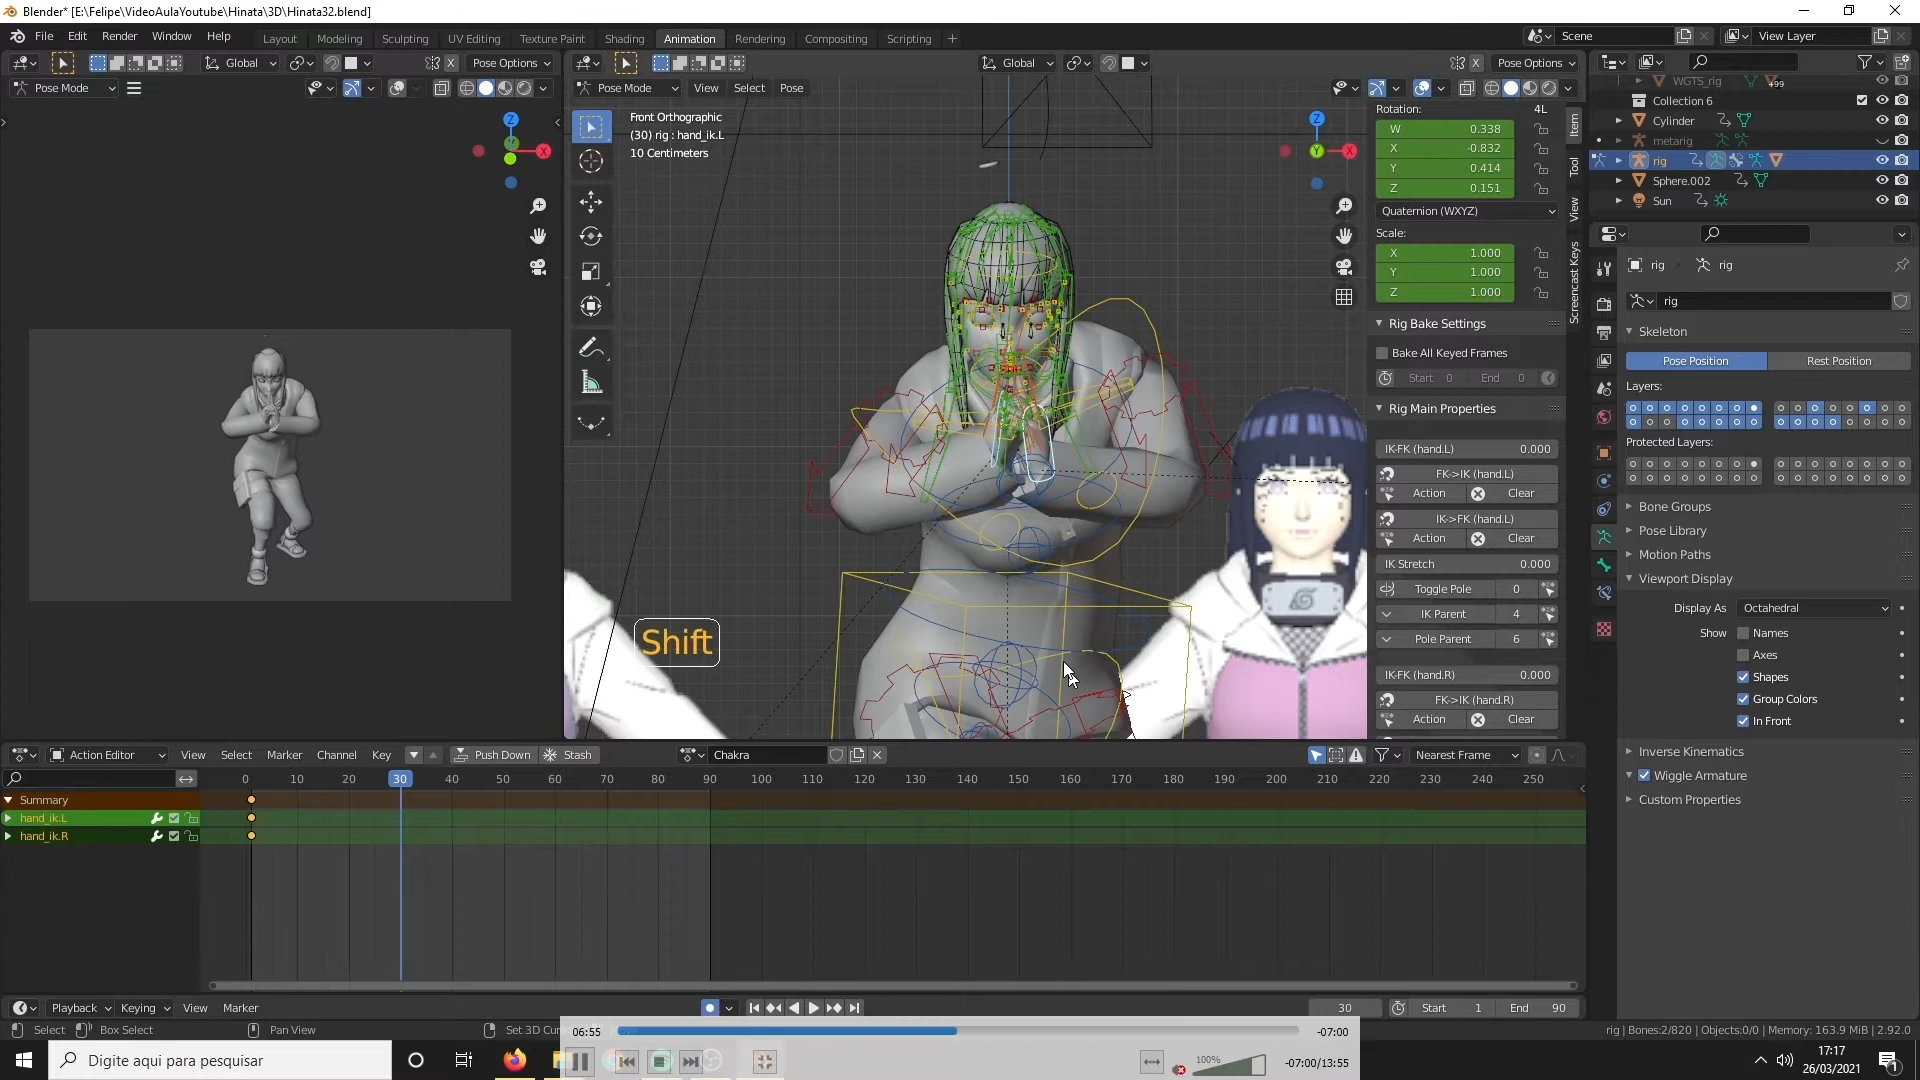 Blender* [E:\Felipe\VideoAulaYoutube\Hinata\3D\Hinata32.blend]
File Edit Render Window Help
Layout Modeling Sculpting UV Editing Texture Paint Shading Animation Rendering Compositing Scripting +
Scene View Layer
Global X Pose Options
Global X Pose Options
Pose Mode
Pose Mode View Select Pose
Front Orthographic
(30) rig : hand_ik.L
10 Centimeters
Z
X
Z
Y
X
Rotation: 4L
W 0.338
X -0.832
Y 0.414
Z 0.151
Quaternion (WXYZ)
Scale:
X 1.000
Y 1.000
Z 1.000
Rig Bake Settings
Bake All Keyed Frames
Start 0 End 0
Rig Main Properties
IK-FK (hand.L) 0.000
FK->IK (hand.L)
Action Clear
IK->FK (hand.L)
Action Clear
IK Stretch 0.000
Toggle Pole 0
IK Parent 4
Pole Parent 6
IK-FK (hand.R) 0.000
FK->IK (hand.R)
Action Clear
Item
Tool
View
Screencast Keys
WGTS_rig +99
Collection 6
Cylinder
metarig
rig
Sphere.002
Sun
rig rig
rig
Skeleton
Pose Position Rest Position
Layers:
Protected Layers:
Bone Groups
Pose Library
Motion Paths
Viewport Display
Display As Octahedral
Show Names
Axes
Shapes
Group Colors
In Front
Inverse Kinematics
Wiggle Armature
Custom Properties
Shift
Action Editor View Select Marker Channel Key Push Down Stash Chakra Nearest Frame
0 10 20 30 40 50 60 70 80 90 100 110 120 130 140 150 160 170 180 190 200 210 220 230 240 250
Summary
hand_ik.L
hand_ik.R
Playback Keying View Marker 30 Start 1 End 90
Select Box Select Pan View Set 3D Cur
rig | Bones:2/820 | Objects:0/0 | Memory: 163.9 MiB | 2.92.0
06:55 -07:00
100% -07:00/13:55
Digite aqui para pesquisar
17:17
26/03/2021
1